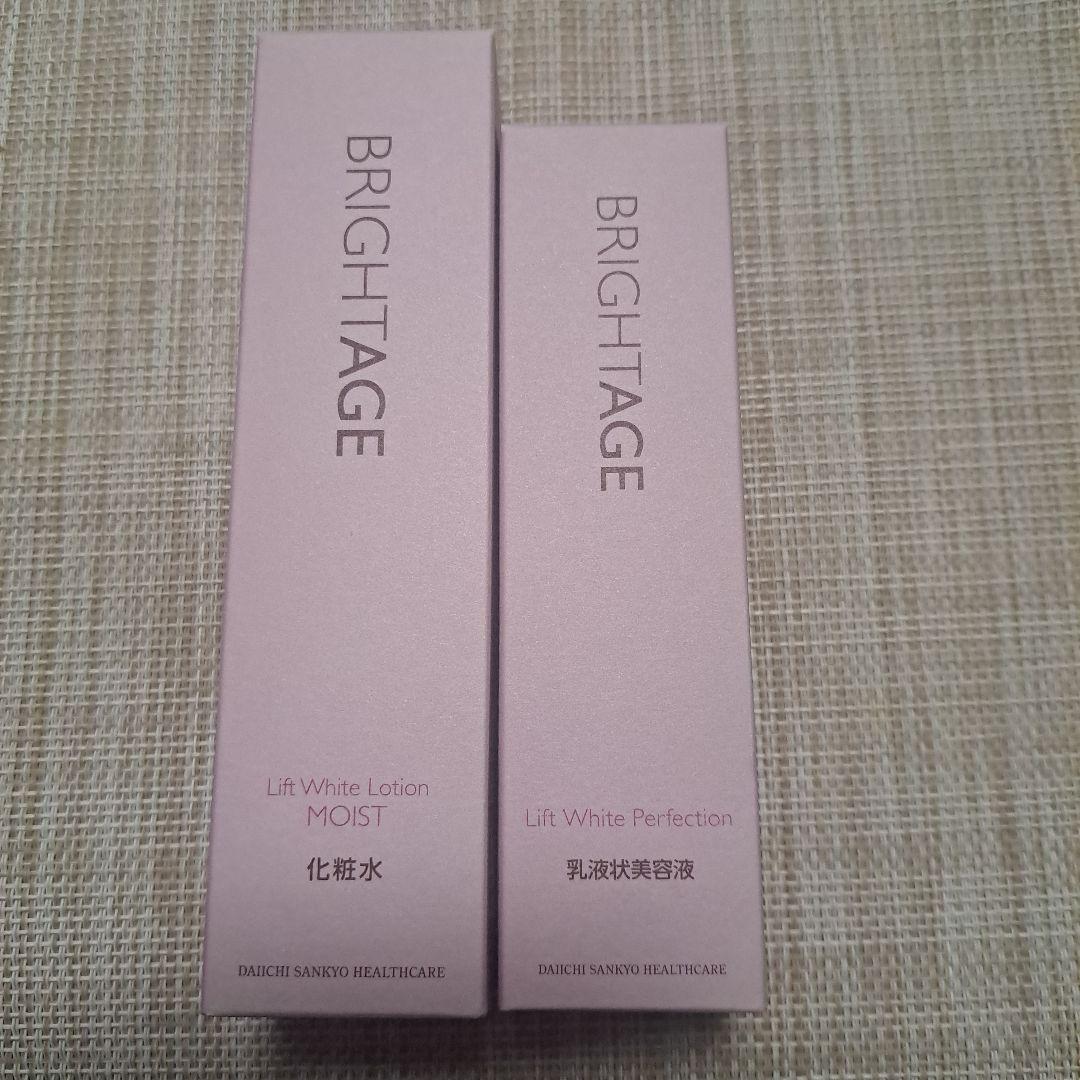 BRIGHTAGE
Lift White Lotion
MOIST
化粧水
DAIICHI SANKYO HEALTHCARE
BRIGHTAGE
Lift White Perfection
乳液状美容液
DAIICHI SANKYO HEALTHCARE